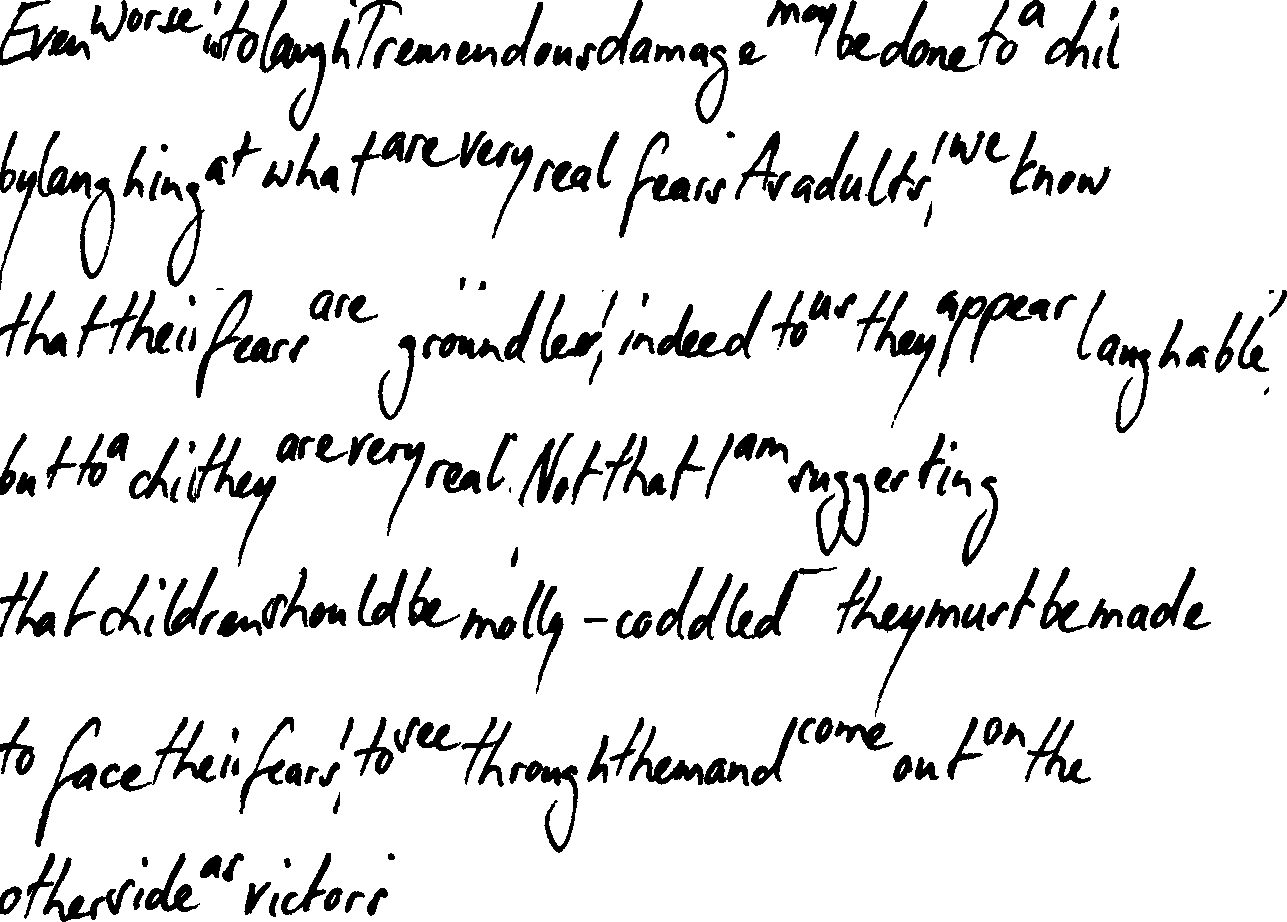 Even worse is to laugh Tremendous damage may be done to a chil
by laughing at what are very real fears As adults, we know
that their fears are groundless, indeed to us they appear laughable,
but to a chil they are very real. Not that I am suggesting
that children should be molly-coddled they must be made
to face their fears, to see through them and come out on the
other side as victors